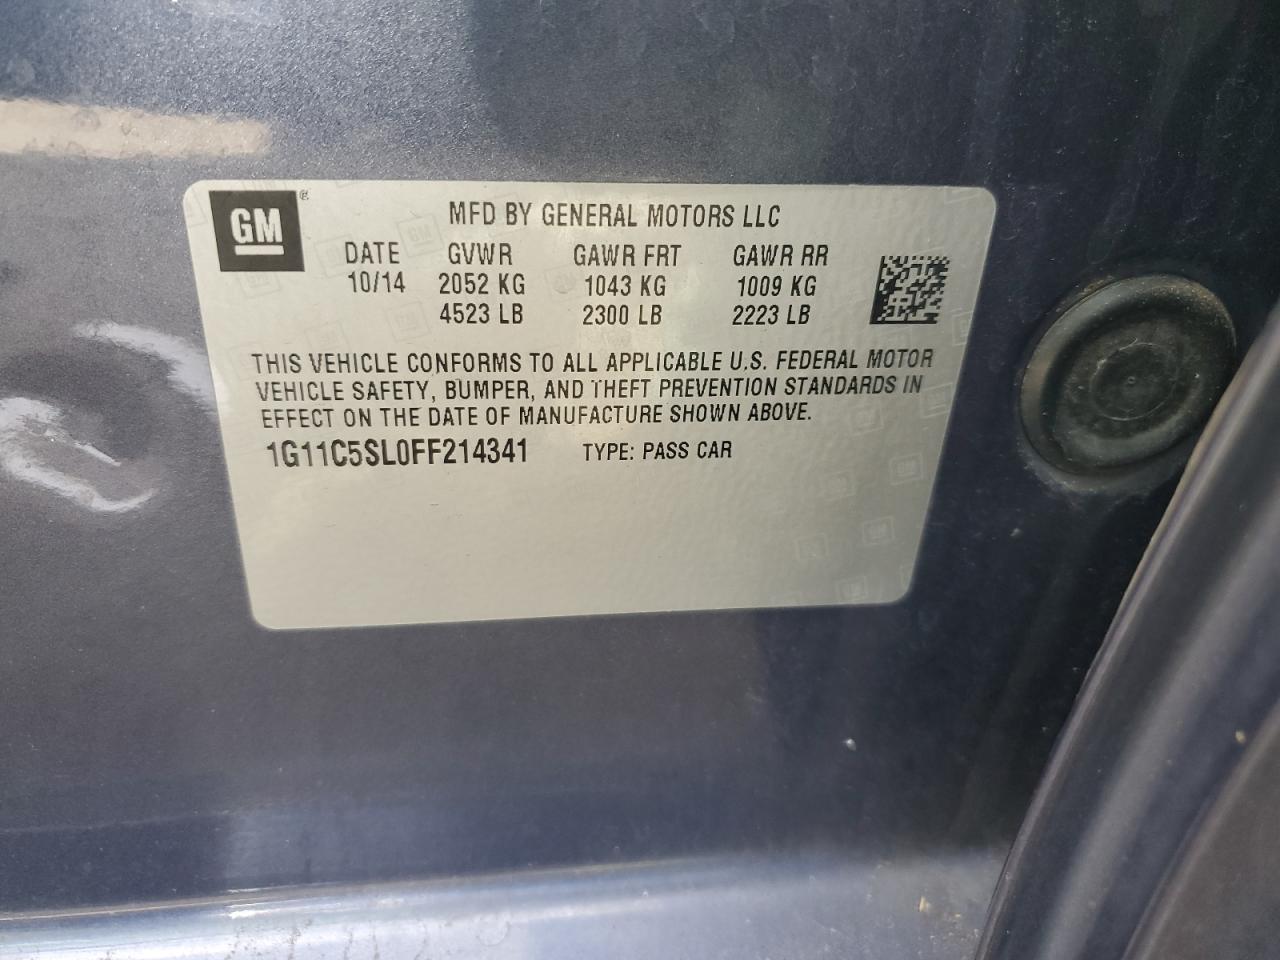 GM
MFD BY GENERAL MOTORS LLC
DATE GVWR GAWR FRT GAWR RR
10/14 2052 KG 1043 KG 1009 KG
4523 LB 2300 LB 2223 LB
THIS VEHICLE CONFORMS TO ALL APPLICABLE U.S. FEDERAL MOTOR
VEHICLE SAFETY, BUMPER, AND THEFT PREVENTION STANDARDS IN
EFFECT ON THE DATE OF MANUFACTURE SHOWN ABOVE.
1G11C5SL0FF214341 TYPE: PASS CAR